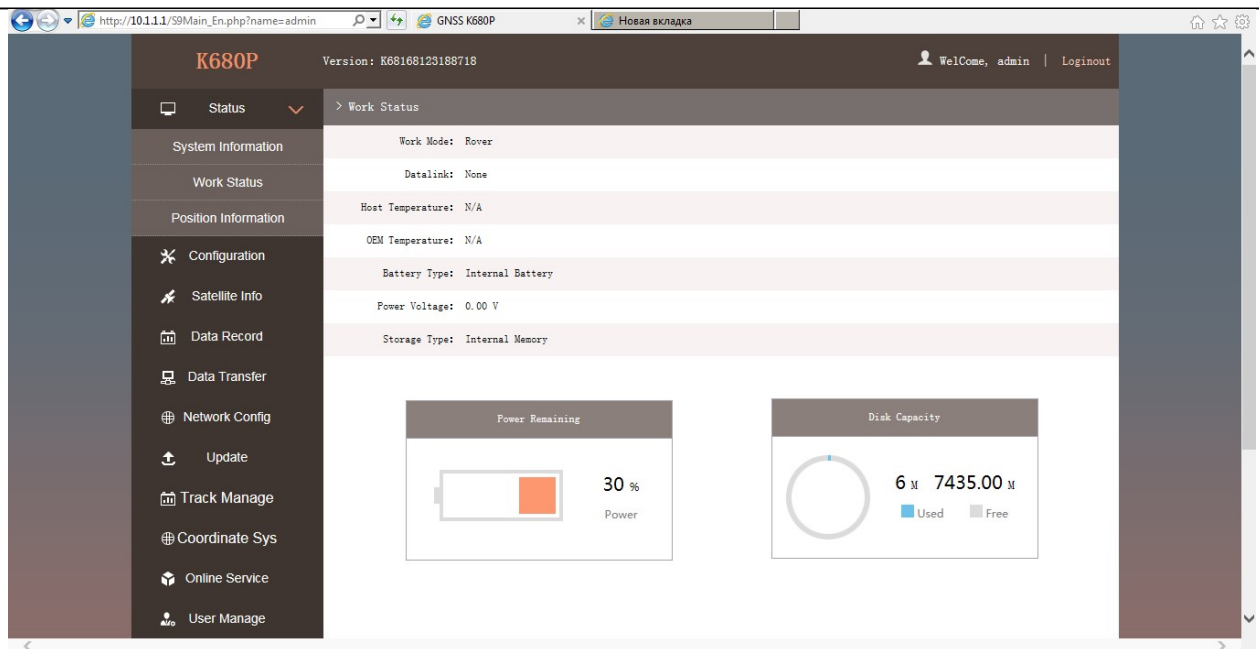 http://10.1.1.1/S9Main_En.php?name=admin
GNSS K680P
Новая вкладка
K680P
Version: K68168123188718
WelCome, admin | Loginout
Status
> Work Status
System Information
Work Status
Position Information
Configuration
Satellite Info
Data Record
Data Transfer
Network Config
Update
Track Manage
Coordinate Sys
Online Service
User Manage
Work Mode: Rover
Datalink: None
Host Temperature: N/A
OEM Temperature: N/A
Battery Type: Internal Battery
Power Voltage: 0.00 V
Storage Type: Internal Memory
Power Remaining
30 %
Power
Disk Capacity
6 M 7435.00 M
Used Free